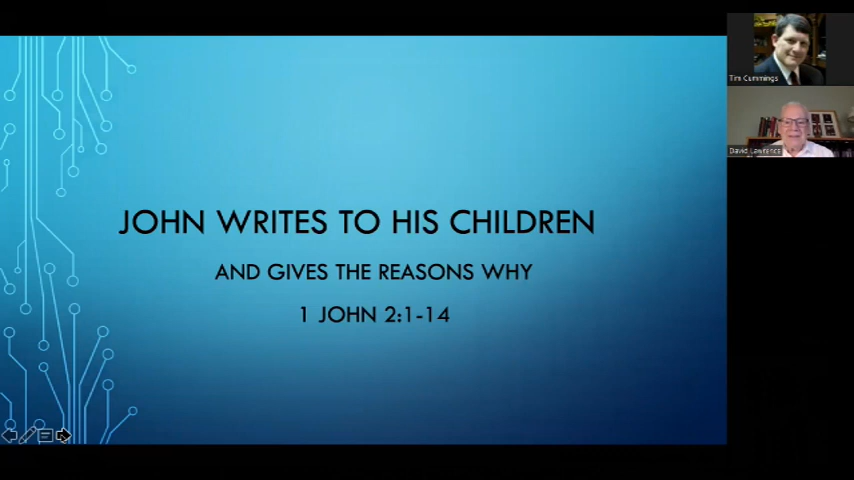 JOHN WRITES TO HIS CHILDREN
AND GIVES THE REASONS WHY
1 JOHN 2:1-14
Tim Cummings
David Lawrence